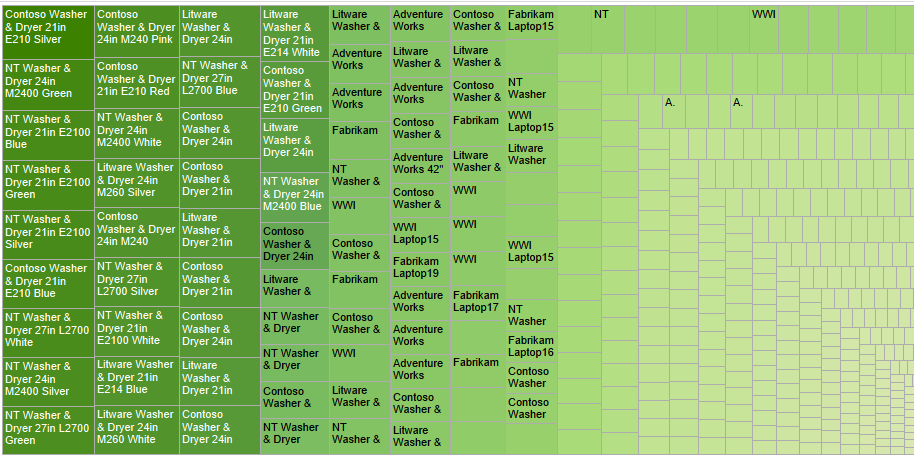 Contoso Washer
& Dryer 21in
E210 Silver
NT Washer &
Dryer 24in
M2400 Green
NT Washer &
Dryer 21in E2100
Blue
NT Washer &
Dryer 21in E2100
Green
NT Washer &
Dryer 21in E2100
Silver
Contoso Washer
& Dryer 21in
E210 Blue
NT Washer &
Dryer 27in L2700
White
NT Washer &
Dryer 24in
M2400 Silver
NT Washer &
Dryer 27in L2700
Green
Contoso
Washer & Dryer
24in M240 Pink
Contoso
Washer & Dryer
21in E210 Red
NT Washer &
Dryer 24in
M2400 White
Litware Washer
& Dryer 24in
M260 Silver
Contoso
Washer & Dryer
24in M240
NT Washer &
Dryer 27in
L2700 Silver
NT Washer &
Dryer 21in
E2100 White
Litware Washer
& Dryer 21in
E214 Blue
Litware Washer
& Dryer 24in
M260 White
Litware
Washer &
Dryer 24in
NT Washer &
Dryer 27in
L2700 Blue
Contoso
Washer &
Dryer 24in
Contoso
Washer &
Dryer 21in
Litware
Washer &
Dryer 21in
Contoso
Washer &
Dryer 21in
Contoso
Washer &
Dryer 24in
Litware
Washer &
Dryer 21in
Contoso
Washer &
Dryer 24in
Litware
Washer &
Dryer 21in
E214 White
Contoso
Washer &
Dryer 21in
E210 Green
Litware
Washer &
Dryer 24in
NT Washer
& Dryer 24in
M2400 Blue
Contoso
Washer &
Dryer 24in
Litware
Washer &
NT Washer
& Dryer
NT Washer
& Dryer
Contoso
Washer &
NT Washer
& Dryer
Litware
Washer &
Adventure
Works
Adventure
Works
Fabrikam
NT
Washer &
WWI
Contoso
Washer &
Fabrikam
Contoso
Washer &
WWI
Litware
Washer &
NT
Washer &
Adventure
Works
Litware
Washer &
Adventure
Works
Contoso
Washer &
Adventure
Works 42"
Contoso
Washer &
WWI
Laptop15
Fabrikam
Laptop19
Adventure
Works
Adventure
Works
Adventure
Works
Contoso
Washer &
Litware
Washer &
Contoso
Washer &
Litware
Washer &
Contoso
Washer &
Fabrikam
Litware
Washer &
WWI
WWI
WWI
Fabrikam
Laptop17
Fabrikam
Fabrikam
Laptop15
NT
Washer
WWI
Laptop15
Litware
Washer
WWI
Laptop15
NT
Washer
Fabrikam
Laptop16
Contoso
Washer
Contoso
Washer
NT
WWI
A.
A.